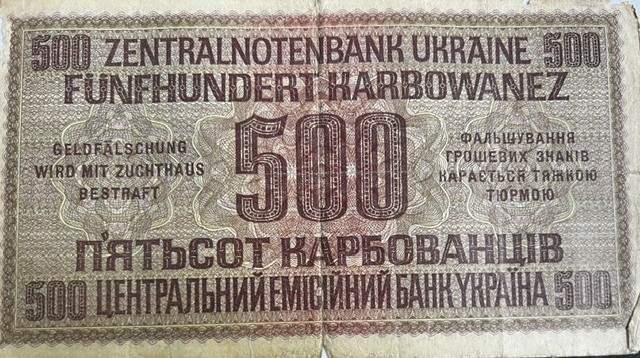 500 ZENTRALNOTENBANK UKRAINE 500
FÜNFHUNDERT KARBOWANEZ
GELDFÄLSCHUNG
WIRD MIT ZUCHTHAUS
BESTRAFT
500
ФАЛЬШУВАННЯ
ГРОШЕВИХ ЗНАКІВ
КАРАЄТЬСЯ ТЯЖКОЮ
ТЮРМОЮ
П'ЯТЬСОТ КАРБОВАНЦІВ
500 ЦЕНТРАЛЬНИЙ ЕМІСІЙНИЙ БАНК УКРАЇНА 500